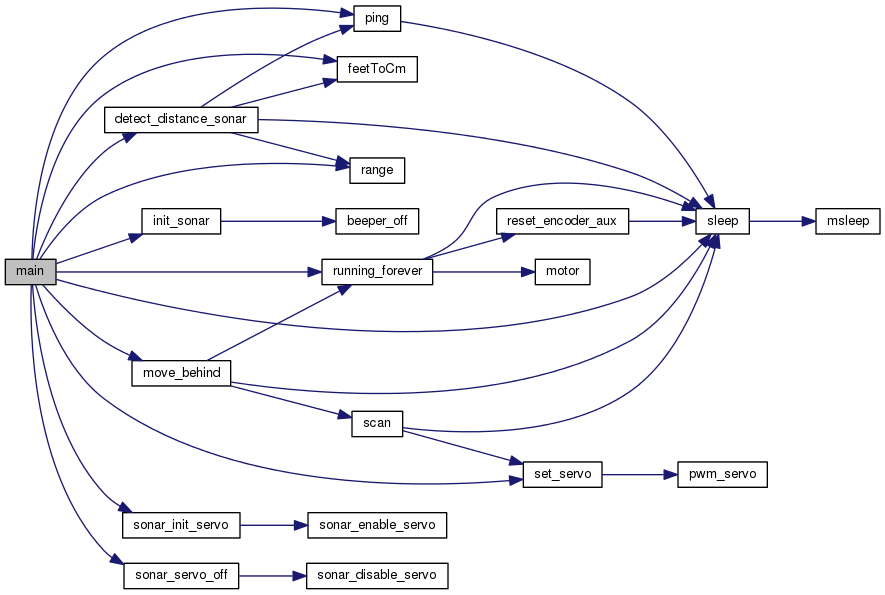 ping
feetToCm
detect_distance_sonar
range
init_sonar
beeper_off
reset_encoder_aux
sleep
msleep
main
running_forever
motor
move_behind
scan
set_servo
pwm_servo
sonar_init_servo
sonar_enable_servo
sonar_servo_off
sonar_disable_servo